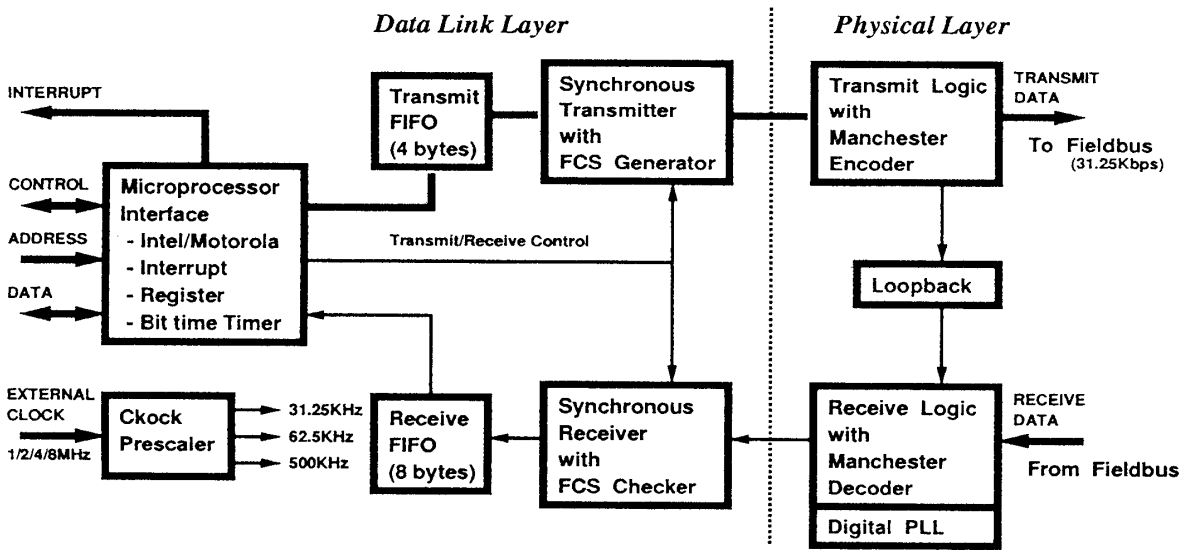 Data Link Layer
Physical Layer
INTERRUPT
CONTROL
ADDRESS
DATA
Microprocessor
Interface
- Intel/Motorola
- Interrupt
- Register
- Bit time Timer
Transmit
FIFO
(4 bytes)
Synchronous
Transmitter
with
FCS Generator
Transmit Logic
with
Manchester
Encoder
TRANSMIT
DATA
To Fieldbus
(31.25Kbps)
Transmit/Receive Control
Loopback
EXTERNAL
CLOCK
1/2/4/8MHz
Ckock
Prescaler
31.25KHz
62.5KHz
500KHz
Receive
FIFO
(8 bytes)
Synchronous
Receiver
with
FCS Checker
Receive Logic
with
Manchester
Decoder
Digital PLL
RECEIVE
DATA
From Fieldbus